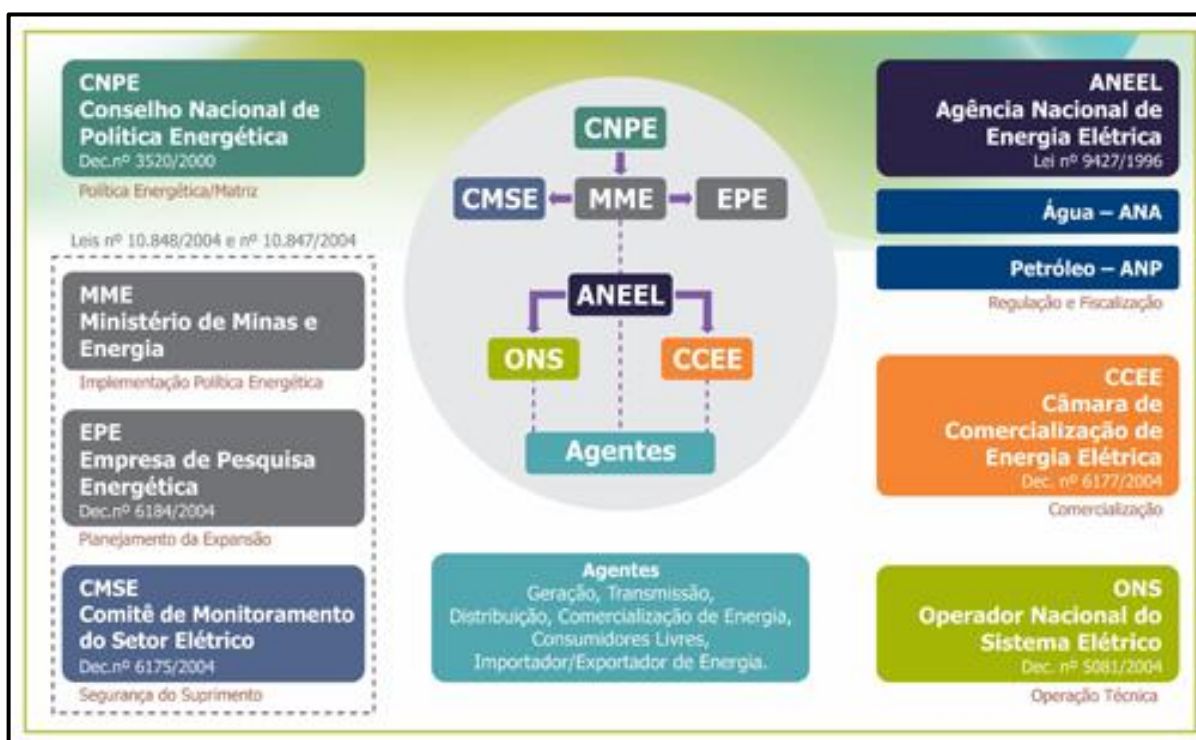 CNPE
Conselho Nacional de
Política Energética
Dec.nº 3520/2000
Política Energética/Matriz
Leis nº 10.848/2004 e nº 10.847/2004
MME
Ministério de Minas e
Energia
Implementação Política Energética
EPE
Empresa de Pesquisa
Energética
Dec.nº 6184/2004
Planejamento da Expansão
CMSE
Comitê de Monitoramento
do Setor Elétrico
Dec.nº 6175/2004
Segurança do Suprimento
CNPE
CMSE
MME
EPE
ANEEL
ONS
CCEE
Agentes
Agentes
Geração, Transmissão,
Distribuição, Comercialização de Energia,
Consumidores Livres,
Importador/Exportador de Energia.
ANEEL
Agência Nacional de
Energia Elétrica
Lei nº 9427/1996
Água – ANA
Petróleo – ANP
Regulação e Fiscalização
CCEE
Câmara de
Comercialização de
Energia Elétrica
Dec. nº 6177/2004
Comercialização
ONS
Operador Nacional do
Sistema Elétrico
Dec. nº 5081/2004
Operação Técnica